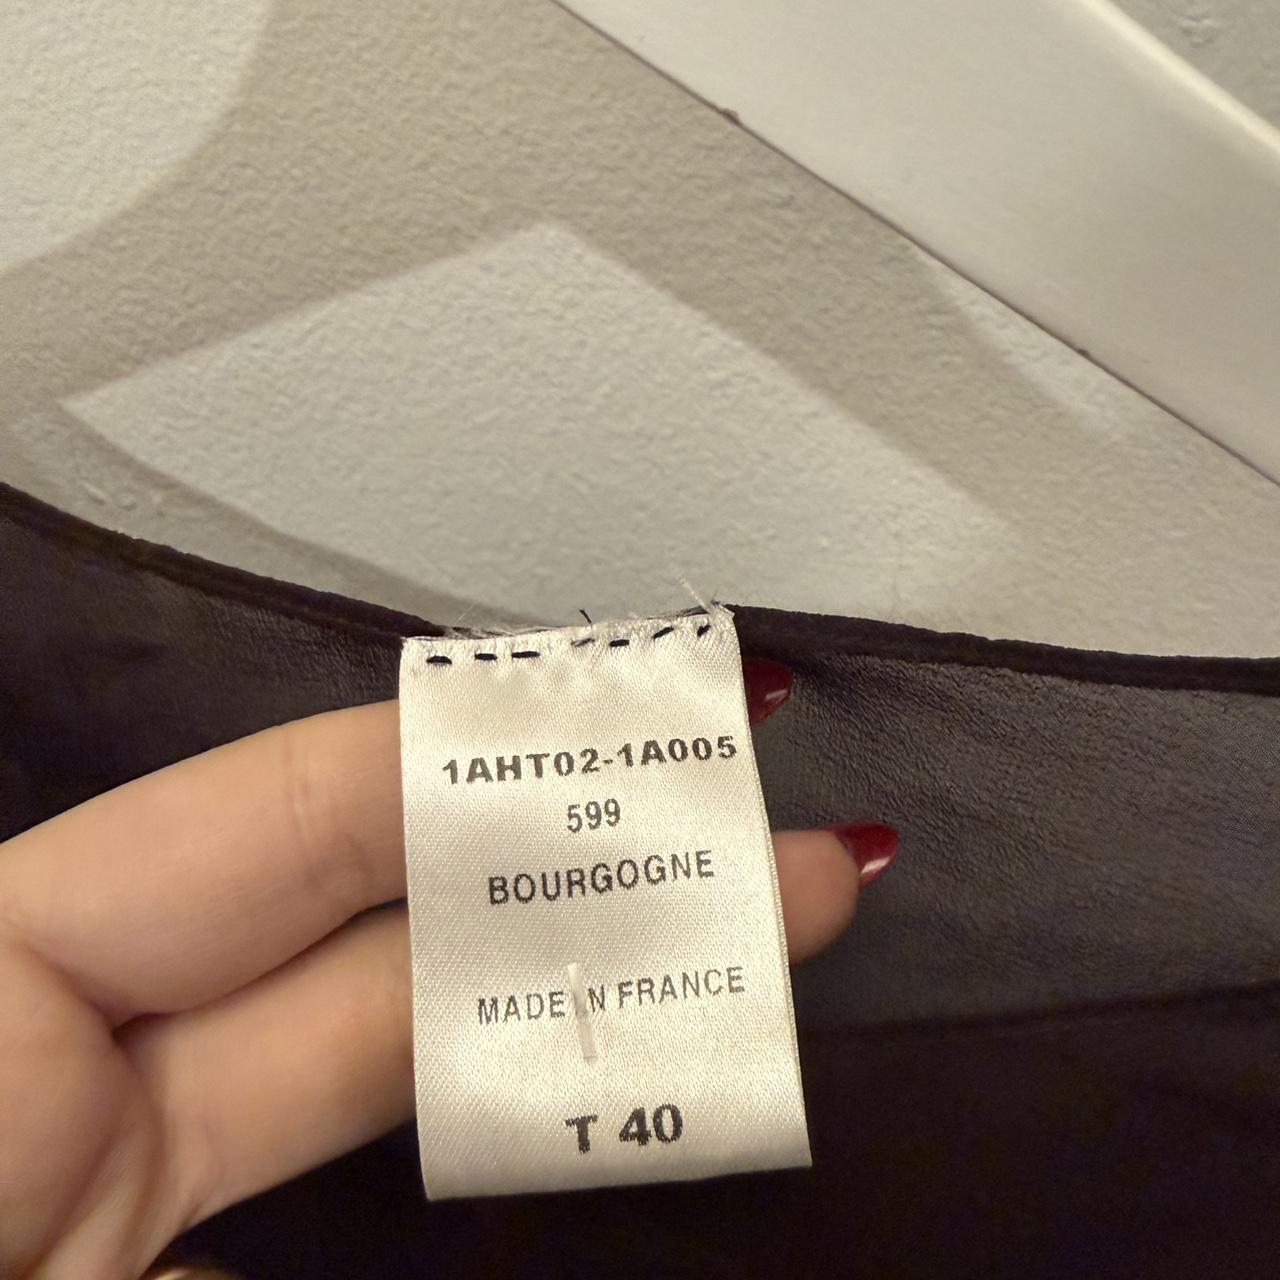 1AHT02-1A005
599
BOURGOGNE
MADE IN FRANCE
T 40